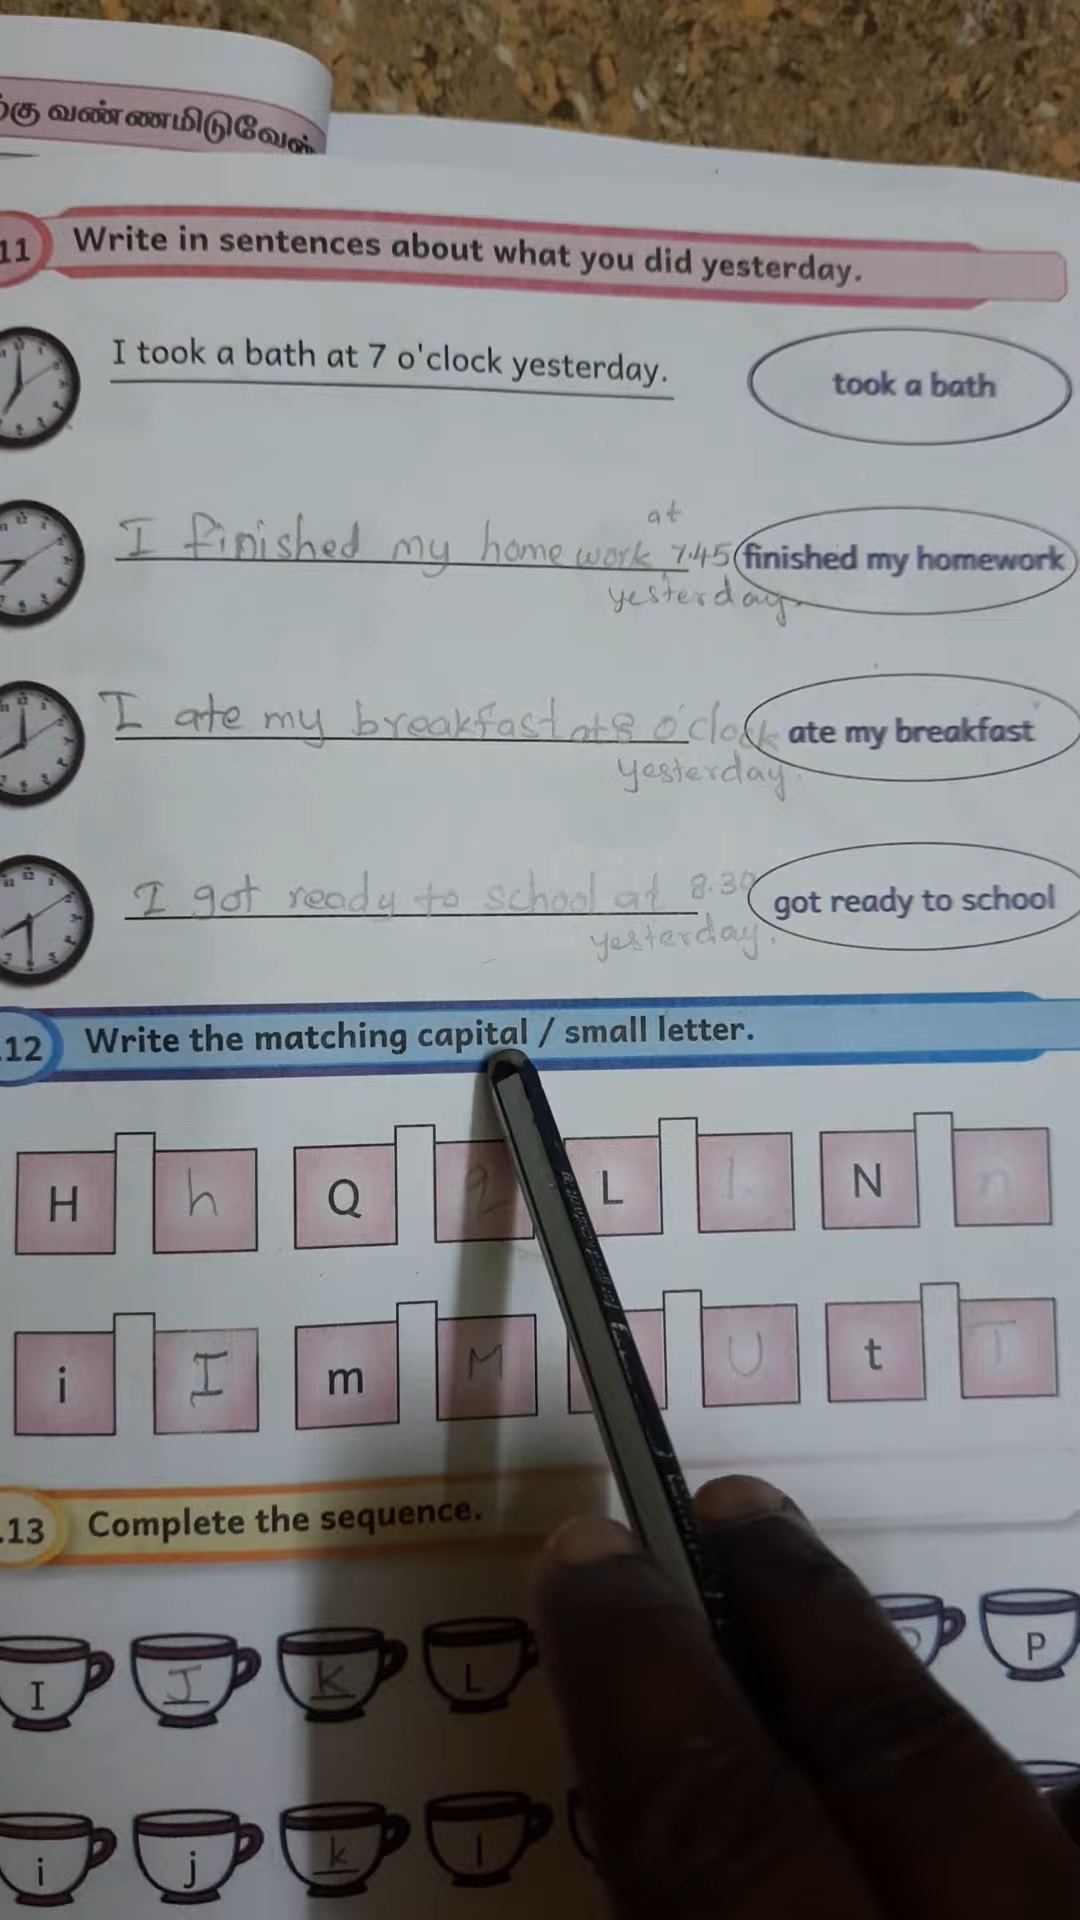 கு வண்ணமிடுவேன்
11 Write in sentences about what you did yesterday.
I took a bath at 7 o'clock yesterday. took a bath
at
I finished my home work 7.45 finished my homework
yesterday.
I ate my breakfast at 8 o'clock ate my breakfast
yesterday.
I got ready to school at 8.30 got ready to school
yesterday.
.12 Write the matching capital / small letter.
H h Q q L l N n
i I m M U t T
.13 Complete the sequence.
I J K L P
i j k l